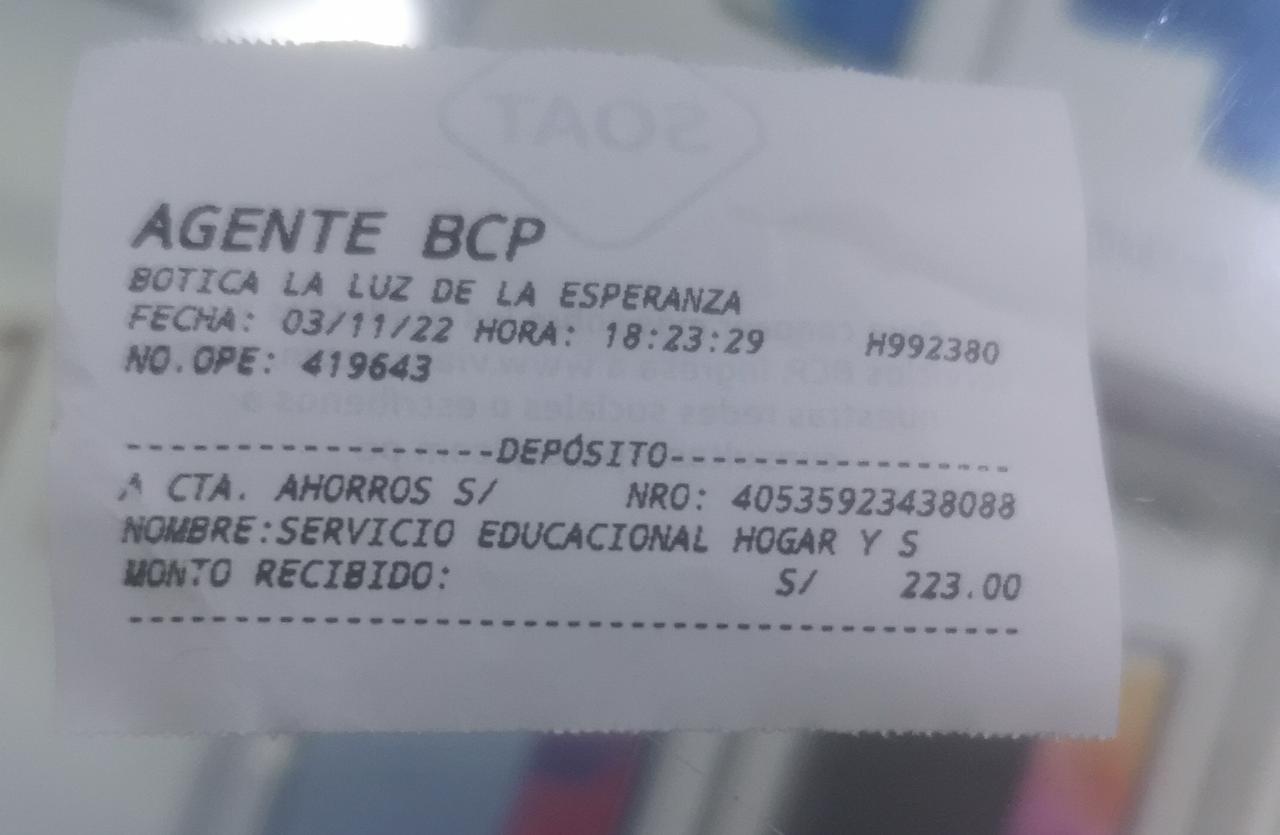 SOAT
AGENTE BCP
BOTICA LA LUZ DE LA ESPERANZA
FECHA: 03/11/22 HORA: 18:23:29 H992380
NO.OPE: 419643
-----------------DEPÓSITO----------------
A CTA. AHORROS S/ NRO: 40535923438088
NOMBRE:SERVICIO EDUCACIONAL HOGAR Y S
MONTO RECIBIDO: S/ 223.00
------------------------------------------